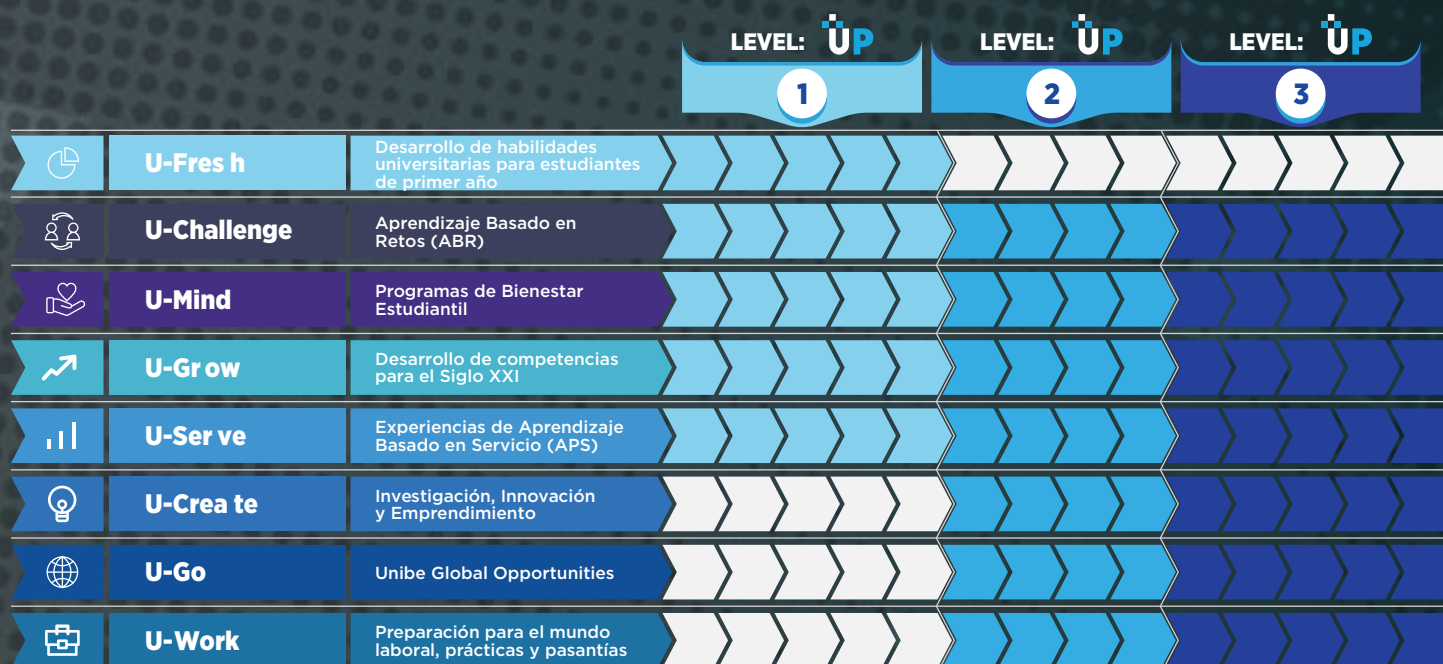 LEVEL: UP LEVEL: UP LEVEL: UP
1 2 3
U-Fres h
Desarrollo de habilidades
universitarias para estudiantes
de primer año
U-Challenge
Aprendizaje Basado en
Retos (ABR)
U-Mind
Programas de Bienestar
Estudiantil
U-Gr ow
Desarrollo de competencias
para el Siglo XXI
U-Ser ve
Experiencias de Aprendizaje
Basado en Servicio (APS)
U-Crea te
Investigación, Innovación
y Emprendimiento
U-Go
Unibe Global Opportunities
U-Work
Preparación para el mundo
laboral, prácticas y pasantías